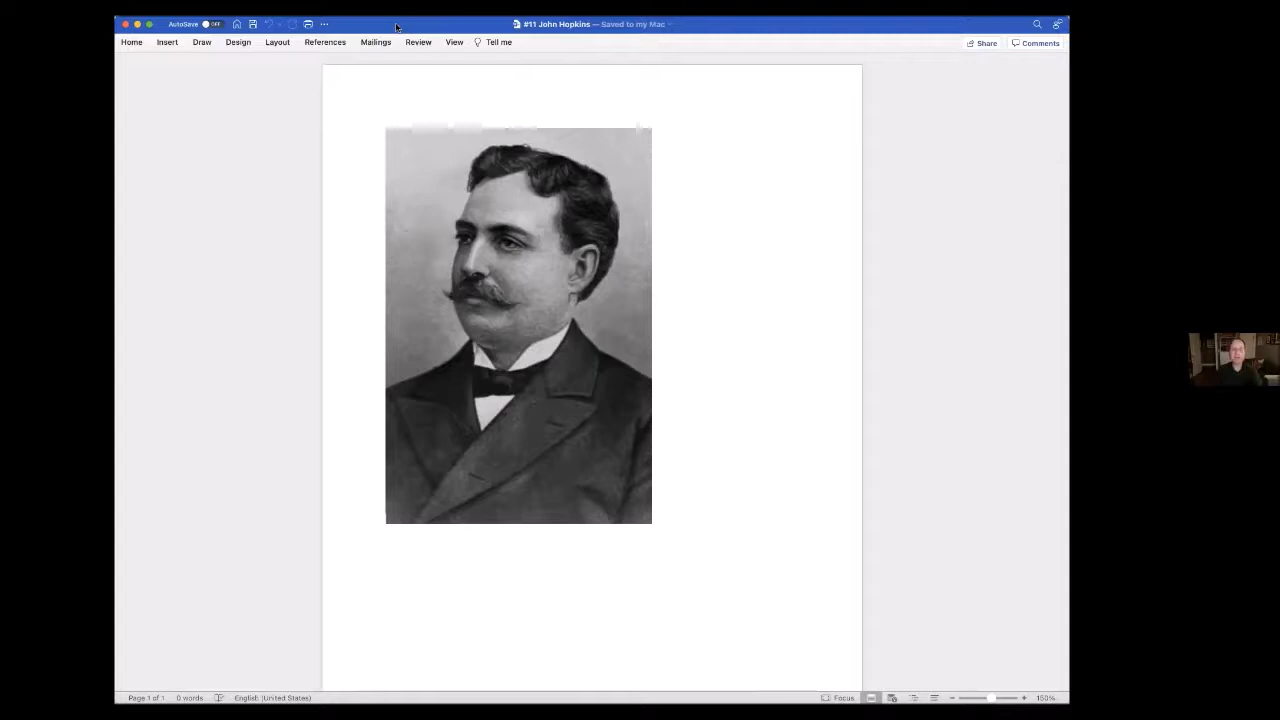 AutoSave OFF
#11 John Hopkins — Saved to my Mac
Home Insert Draw Design Layout References Mailings Review View Tell me
Share Comments
Page 1 of 1 0 words English (United States)
Focus
150%